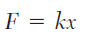 F = kx